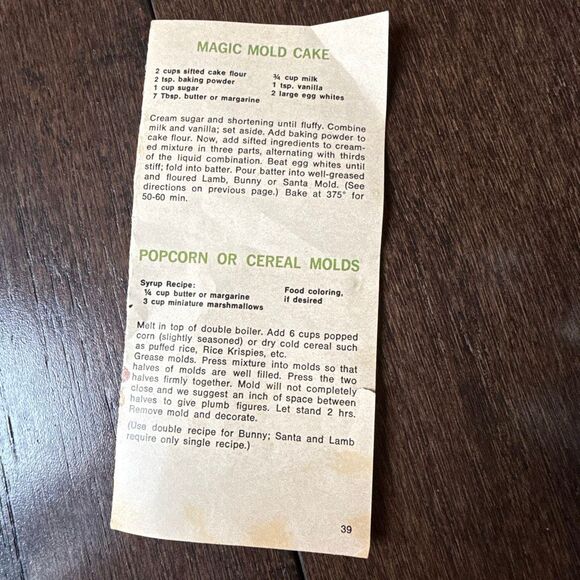 MAGIC MOLD CAKE
2 cups sifted cake flour
2 tsp. baking powder
1 cup sugar
7 Tbsp. butter or margarine
¾ cup milk
1 tsp. vanilla
2 large egg whites
Cream sugar and shortening until fluffy. Combine
milk and vanilla; set aside. Add baking powder to
cake flour. Now, add sifted ingredients to cream-
ed mixture in three parts, alternating with thirds
of the liquid combination. Beat egg whites until
stiff; fold into batter. Pour batter into well-greased
and floured Lamb, Bunny or Santa Mold. (See
directions on previous page.) Bake at 375° for
50-60 min.
POPCORN OR CEREAL MOLDS
Syrup Recipe:
¼ cup butter or margarine
3 cup miniature marshmallows
Food coloring,
if desired
Melt in top of double boiler. Add 6 cups popped
corn (slightly seasoned) or dry cold cereal such
as puffed rice, Rice Krispies, etc.
Grease molds. Press mixture into molds so that
halves of molds are well filled. Press the two
halves firmly together. Mold will not completely
close and we suggest an inch of space between
halves to give plumb figures. Let stand 2 hrs.
Remove mold and decorate.
(Use double recipe for Bunny; Santa and Lamb
require only single recipe.)
39